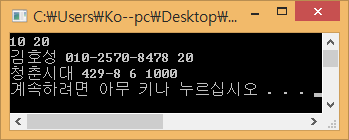 C:₩Users₩Ko--pc₩Desktop₩...
10 20
김호성 010-2570-8478 20
청춘시대 429-8 6 1000
계속하려면 아무 키나 누르십시오 . . .